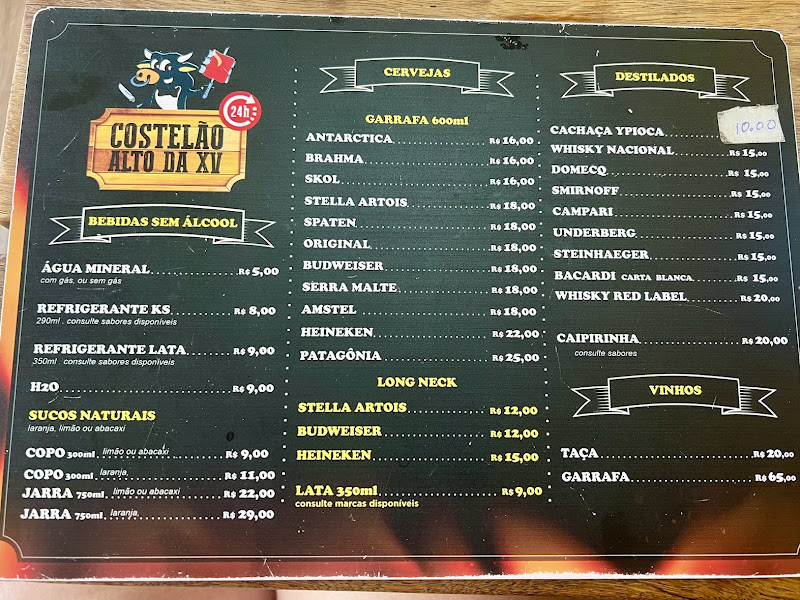 24h
COSTELÃO
ALTO DA XV
BEBIDAS SEM ÁLCOOL
ÁGUA MINERAL R$ 5,00
com gás, ou sem gás
REFRIGERANTE KS R$ 8,00
290ml . consulte sabores disponíveis
REFRIGERANTE LATA R$ 9,00
350ml . consulte sabores disponíveis
H2O R$ 9,00
SUCOS NATURAIS
laranja, limão ou abacaxi
COPO 300ml limão ou abacaxi R$ 9,00
COPO 300ml laranja, R$ 11,00
JARRA 750ml limão ou abacaxi R$ 22,00
JARRA 750ml laranja, R$ 29,00
CERVEJAS
GARRAFA 600ml
ANTARCTICA R$ 16,00
BRAHMA R$ 16,00
SKOL R$ 16,00
STELLA ARTOIS R$ 18,00
SPATEN R$ 18,00
ORIGINAL R$ 18,00
BUDWEISER R$ 18,00
SERRA MALTE R$ 18,00
AMSTEL R$ 18,00
HEINEKEN R$ 22,00
PATAGÔNIA R$ 25,00
LONG NECK
STELLA ARTOIS R$ 12,00
BUDWEISER R$ 12,00
HEINEKEN R$ 15,00
LATA 350ml R$ 9,00
consulte marcas disponíveis
DESTILADOS
CACHAÇA YPIOCA 10.00
WHISKY NACIONAL R$ 15,00
DOMECQ R$ 15,00
SMIRNOFF R$ 15,00
CAMPARI R$ 15,00
UNDERBERG R$ 15,00
STEINHAEGER R$ 15,00
BACARDI CARTA BLANCA R$ 15,00
WHISKY RED LABEL R$ 20,00
CAIPIRINHA R$ 20,00
consulte sabores
VINHOS
TAÇA R$ 20,00
GARRAFA R$ 65,00